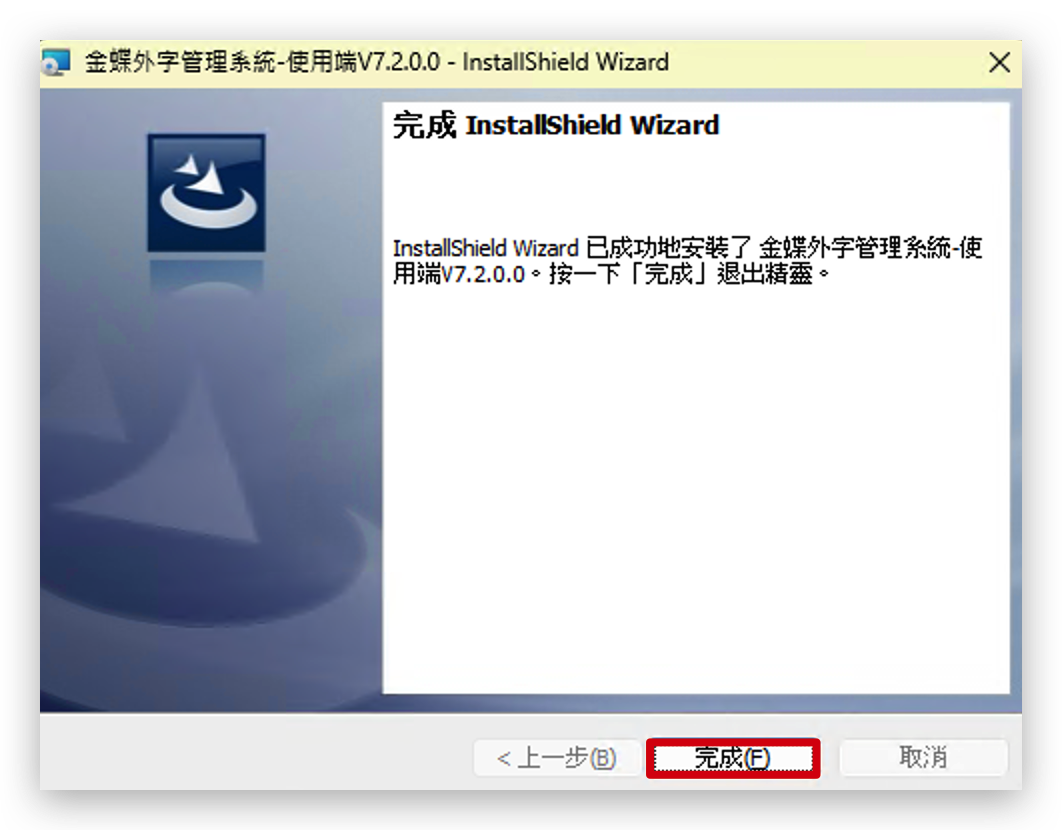 金蝶外字管理系統-使用端V7.2.0.0 - InstallShield Wizard
完成 InstallShield Wizard
InstallShield Wizard 已成功地安裝了 金蝶外字管理系統-使
用端V7.2.0.0。按一下「完成」退出精靈。
< 上一步(B)
完成(F)
取消